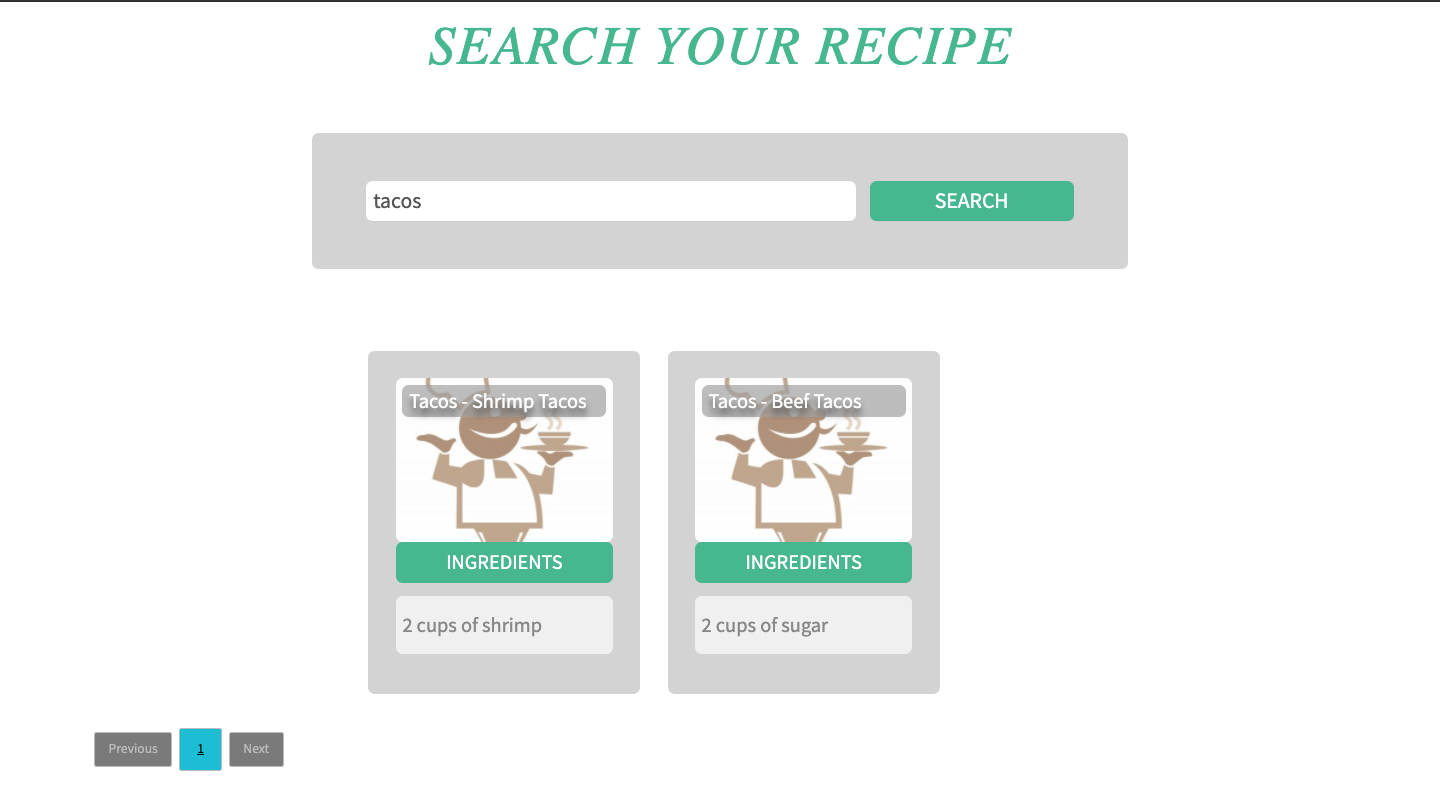 SEARCH YOUR RECIPE
tacos
SEARCH
Tacos - Shrimp Tacos
Tacos - Beef Tacos
INGREDIENTS
INGREDIENTS
2 cups of shrimp
2 cups of sugar
Previous
1
Next